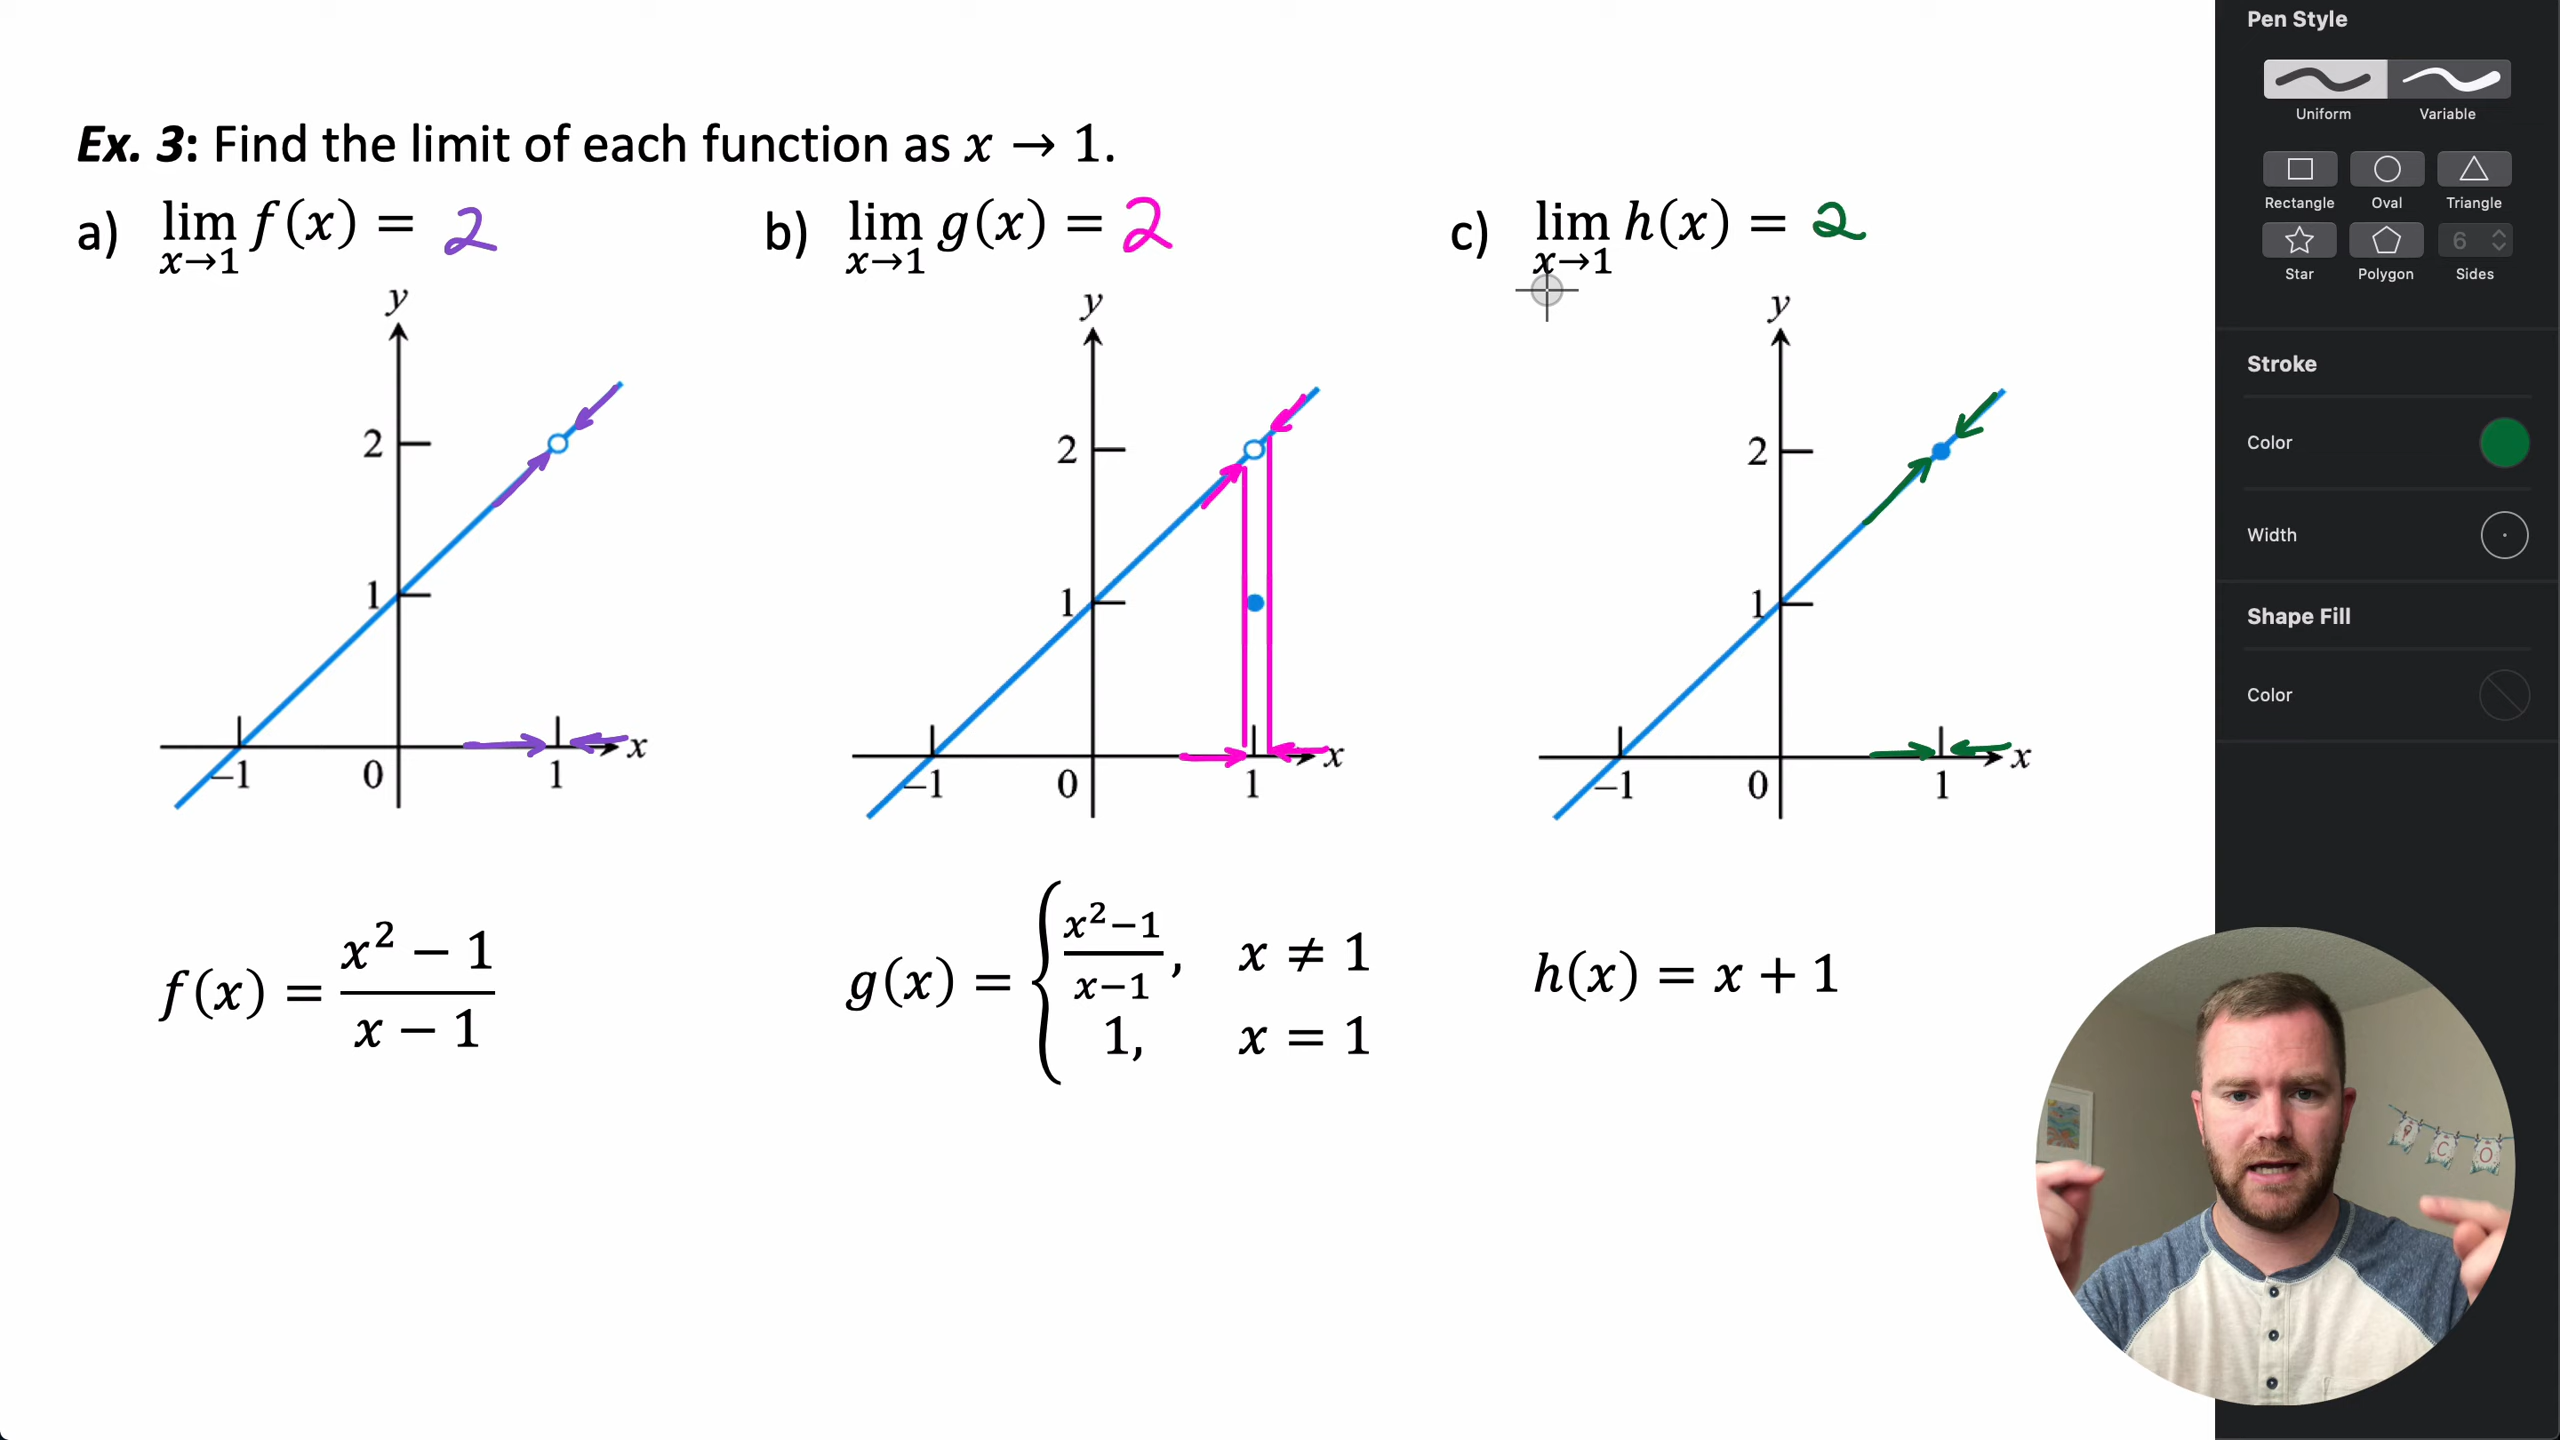 Ex. 3: Find the limit of each function as x → 1.
a) lim x→1 f(x) = 2
b) lim x→1 g(x) = 2
c) lim x→1 h(x) = 2
y
2
1
–1
0
1
x
y
2
1
–1
0
1
x
y
2
1
–1
0
1
x
f(x) = (x² − 1)/(x − 1)
g(x) = { (x²−1)/(x−1), x ≠ 1
1, x = 1
h(x) = x + 1
Pen Style
Uniform Variable
Rectangle Oval Triangle
6
Star Polygon Sides
Stroke
Color
Width
Shape Fill
Color
C O